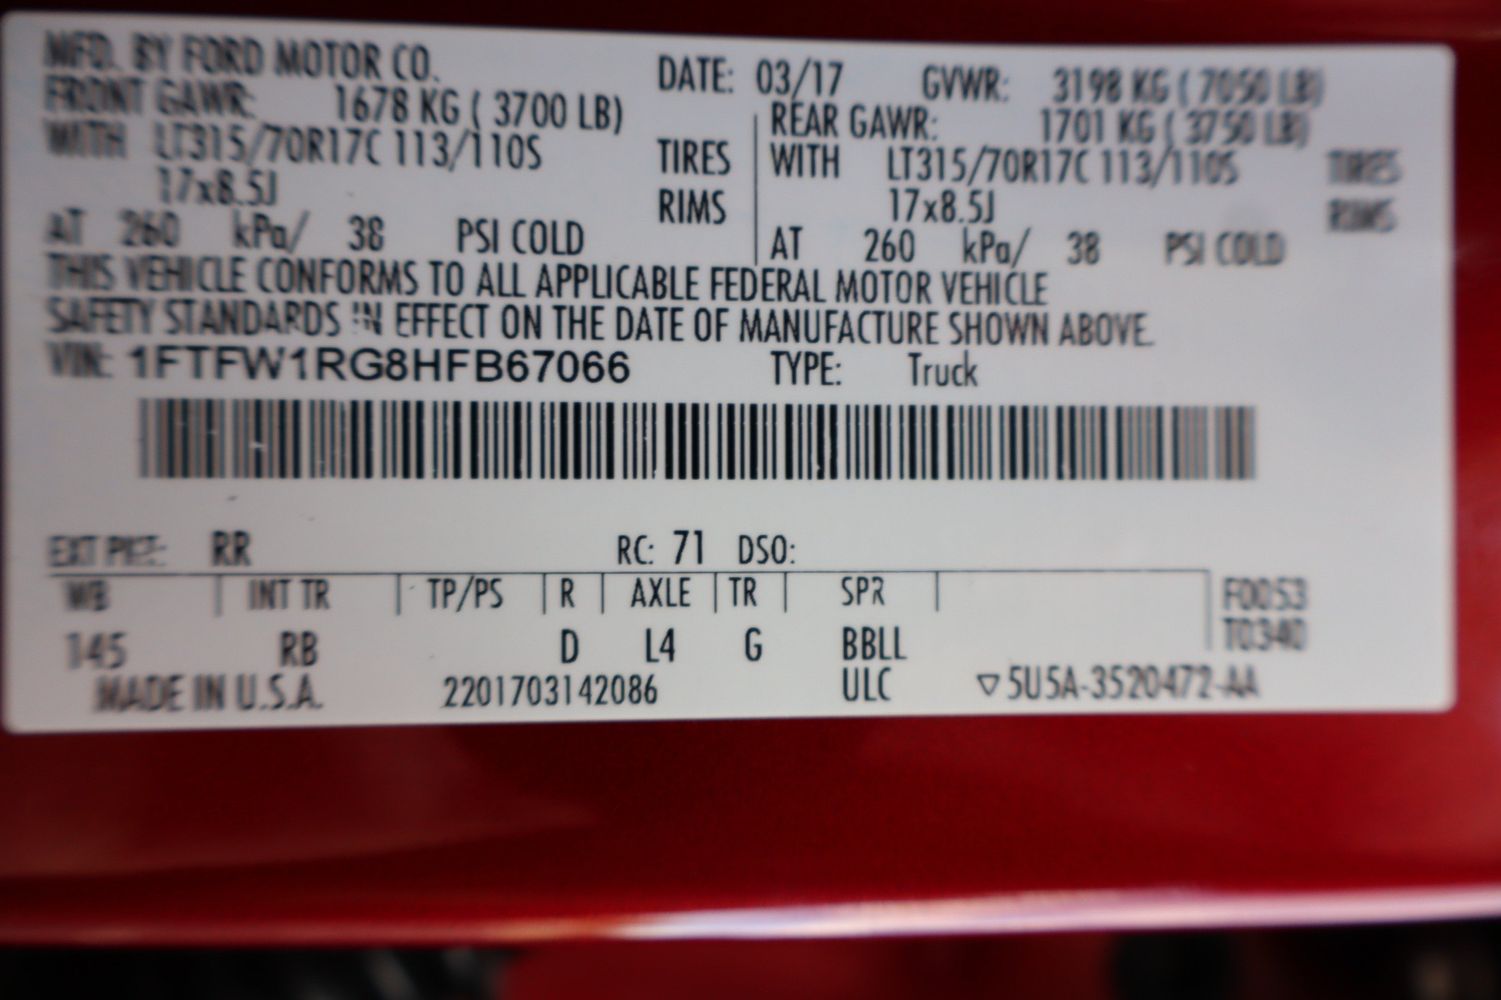 MFD. BY FORD MOTOR CO.
DATE: 03/17 GVWR: 3198 KG ( 7050 LB)
FRONT GAWR: 1678 KG ( 3700 LB)
WITH LT315/70R17C 113/110S TIRES
17x8.5J RIMS
AT 260 kPa/ 38 PSI COLD
REAR GAWR: 1701 KG ( 3750 LB)
WITH LT315/70R17C 113/110S TIRES
17x8.5J RIMS
AT 260 kPa/ 38 PSI COLD
THIS VEHICLE CONFORMS TO ALL APPLICABLE FEDERAL MOTOR VEHICLE
SAFETY STANDARDS IN EFFECT ON THE DATE OF MANUFACTURE SHOWN ABOVE.
VIN: 1FTFW1RG8HFB67066 TYPE: Truck
EXT PNT: RR RC: 71 DSO:
WB INT TR TP/PS R AXLE TR SPR F0053
T0340
145 RB D L4 G BBLL
MADE IN U.S.A. 2201703142086 ULC ▽5U5A-3520472-AA